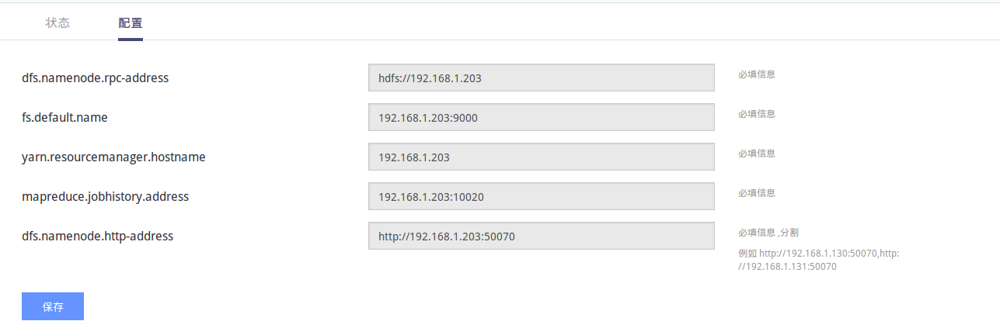 状态 配置
dfs.namenode.rpc-address hdfs://192.168.1.203 必填信息
fs.default.name 192.168.1.203:9000 必填信息
yarn.resourcemanager.hostname 192.168.1.203 必填信息
mapreduce.jobhistory.address 192.168.1.203:10020 必填信息
dfs.namenode.http-address http://192.168.1.203:50070 必填信息 ,分割
例如 http://192.168.1.130:50070,http:
//192.168.1.131:50070
保存